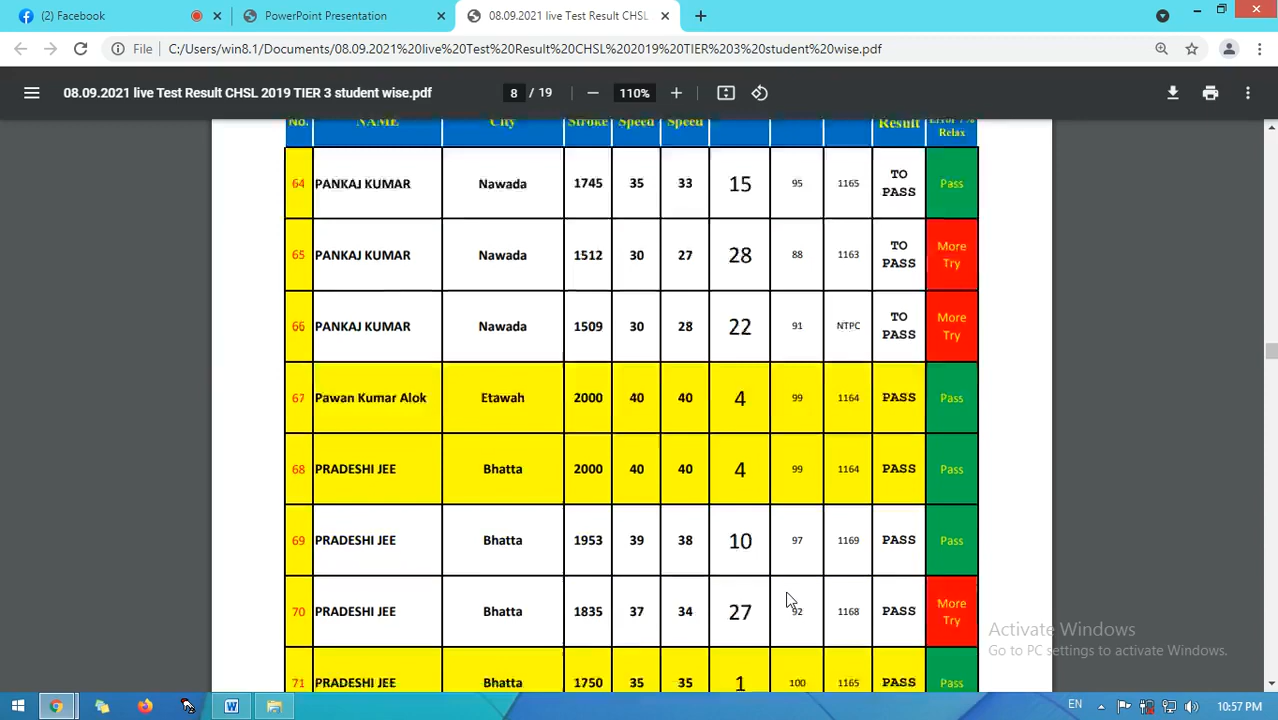 (2) Facebook
PowerPoint Presentation
08.09.2021 live Test Result CHSL
File C:/Users/win8.1/Documents/08.09.2021%20live%20Test%20Result%20CHSL%202019%20TIER%203%20student%20wise.pdf
08.09.2021 live Test Result CHSL 2019 TIER 3 student wise.pdf
8 / 19
110%
No. NAME City Stroke Speed Speed Result Error 7% Relax
64 PANKAJ KUMAR Nawada 1745 35 33 15 95 1165 TO PASS Pass
65 PANKAJ KUMAR Nawada 1512 30 27 28 88 1163 TO PASS More Try
66 PANKAJ KUMAR Nawada 1509 30 28 22 91 NTPC TO PASS More Try
67 Pawan Kumar Alok Etawah 2000 40 40 4 99 1164 PASS Pass
68 PRADESHI JEE Bhatta 2000 40 40 4 99 1164 PASS Pass
69 PRADESHI JEE Bhatta 1953 39 38 10 97 1169 PASS Pass
70 PRADESHI JEE Bhatta 1835 37 34 27 92 1168 PASS More Try
71 PRADESHI JEE Bhatta 1750 35 35 1 100 1165 PASS Pass
Activate Windows
Go to PC settings to activate Windows.
EN
10:57 PM